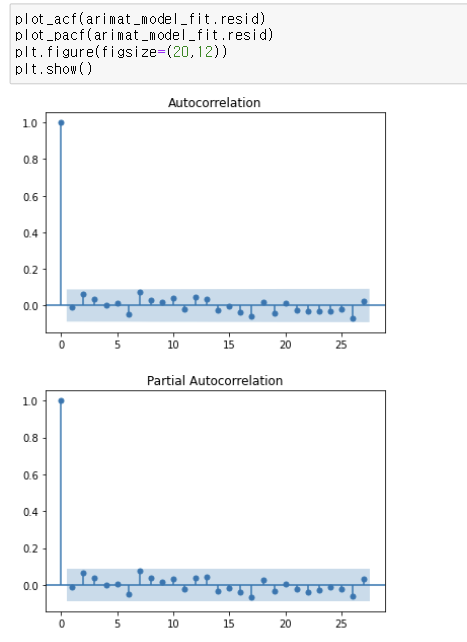 plot_acf(arimat_model_fit.resid)
plot_pacf(arimat_model_fit.resid)
plt.figure(figsize=(20,12))
plt.show()
Autocorrelation
1.0
0.8
0.6
0.4
0.2
0.0
0 5 10 15 20 25
Partial Autocorrelation
1.0
0.8
0.6
0.4
0.2
0.0
0 5 10 15 20 25